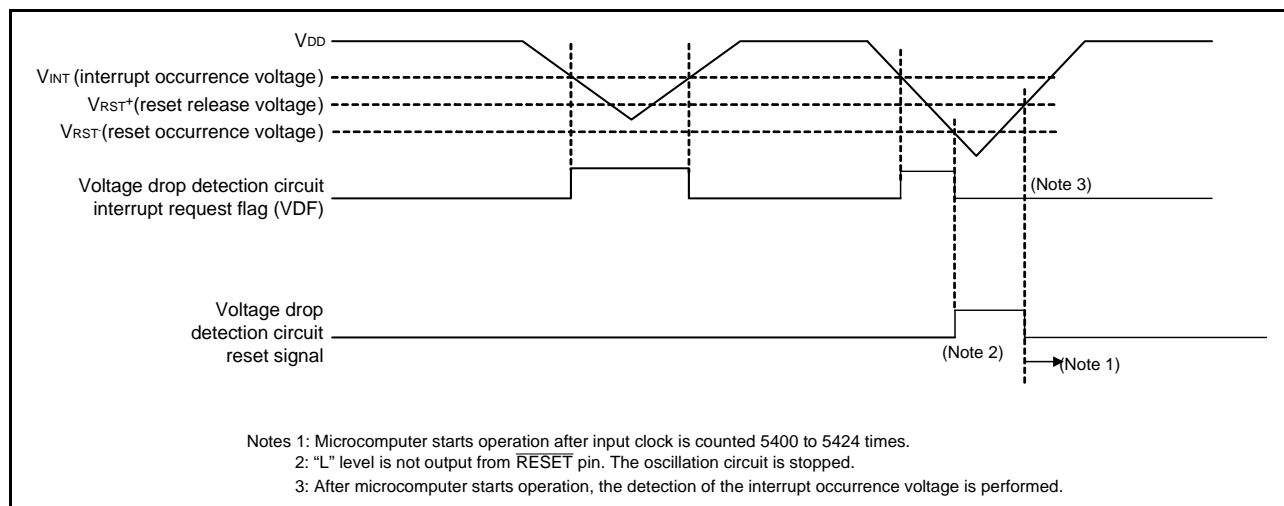 VDD
VINT (interrupt occurrence voltage)
VRST+(reset release voltage)
VRST-(reset occurrence voltage)
Voltage drop detection circuit
interrupt request flag (VDF)
(Note 3)
Voltage drop
detection circuit
reset signal
(Note 2)
(Note 1)
Notes 1: Microcomputer starts operation after input clock is counted 5400 to 5424 times.
2: “L” level is not output from RESET pin. The oscillation circuit is stopped.
3: After microcomputer starts operation, the detection of the interrupt occurrence voltage is performed.